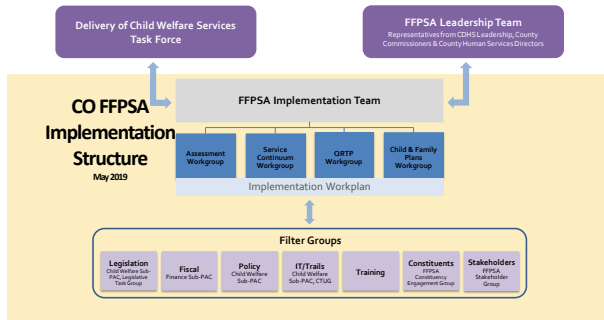 Delivery of Child Welfare Services
Task Force
FFPSA Leadership Team
Representatives from CDHS Leadership, County
Commissioners & County Human Services Directors
CO FFPSA
Implementation
Structure
May 2019
FFPSA Implementation Team
Assessment
Workgroup
Service
Continuum
Workgroup
QRTP
Workgroup
Child & Family
Plans Workgroup
Implementation Workplan
Filter Groups
Legislation
Child Welfare Sub-
PAC, Legislative
Task Group
Fiscal
Finance Sub-PAC
Policy
Child Welfare
Sub-PAC
IT/Trails
Child Welfare
Sub-PAC, CTUG
Training
Constituents
FFPSA
Constituency
Engagement Group
Stakeholders
FFPSA
Stakeholder
Group